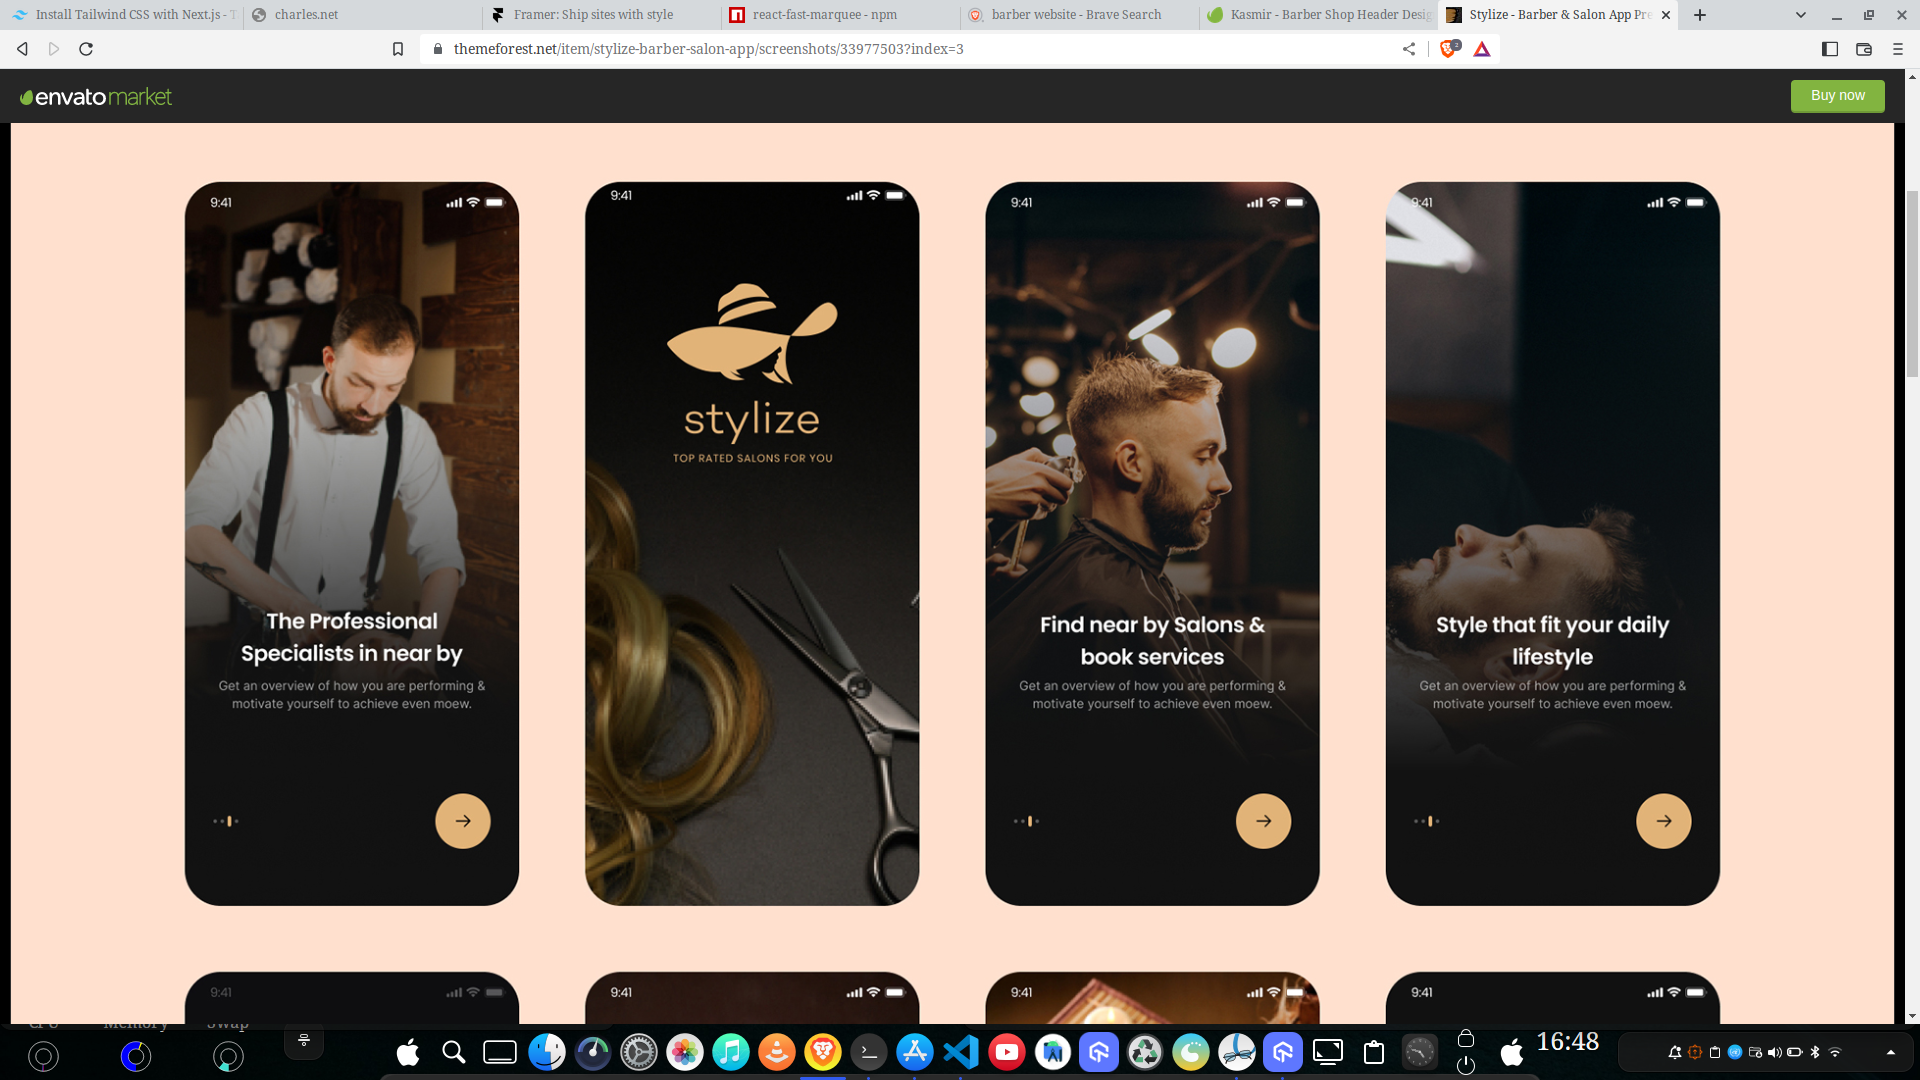 Install Tailwind CSS with Next.js - T
charles.net
Framer: Ship sites with style
react-fast-marquee - npm
barber website - Brave Search
Kasmir - Barber Shop Header Desig
Stylize - Barber & Salon App Pre
themeforest.net/item/stylize-barber-salon-app/screenshots/33977503?index=3
2
envato market
Buy now
9:41
The Professional
Specialists in near by
Get an overview of how you are performing &
motivate yourself to achieve even moew.
9:41
stylize
TOP RATED SALONS FOR YOU
9:41
Find near by Salons &
book services
Get an overview of how you are performing &
motivate yourself to achieve even moew.
9:41
Style that fit your daily
lifestyle
Get an overview of how you are performing &
motivate yourself to achieve even moew.
9:41
9:41
9:41
9:41
CPU
Memory
Swap
16:48